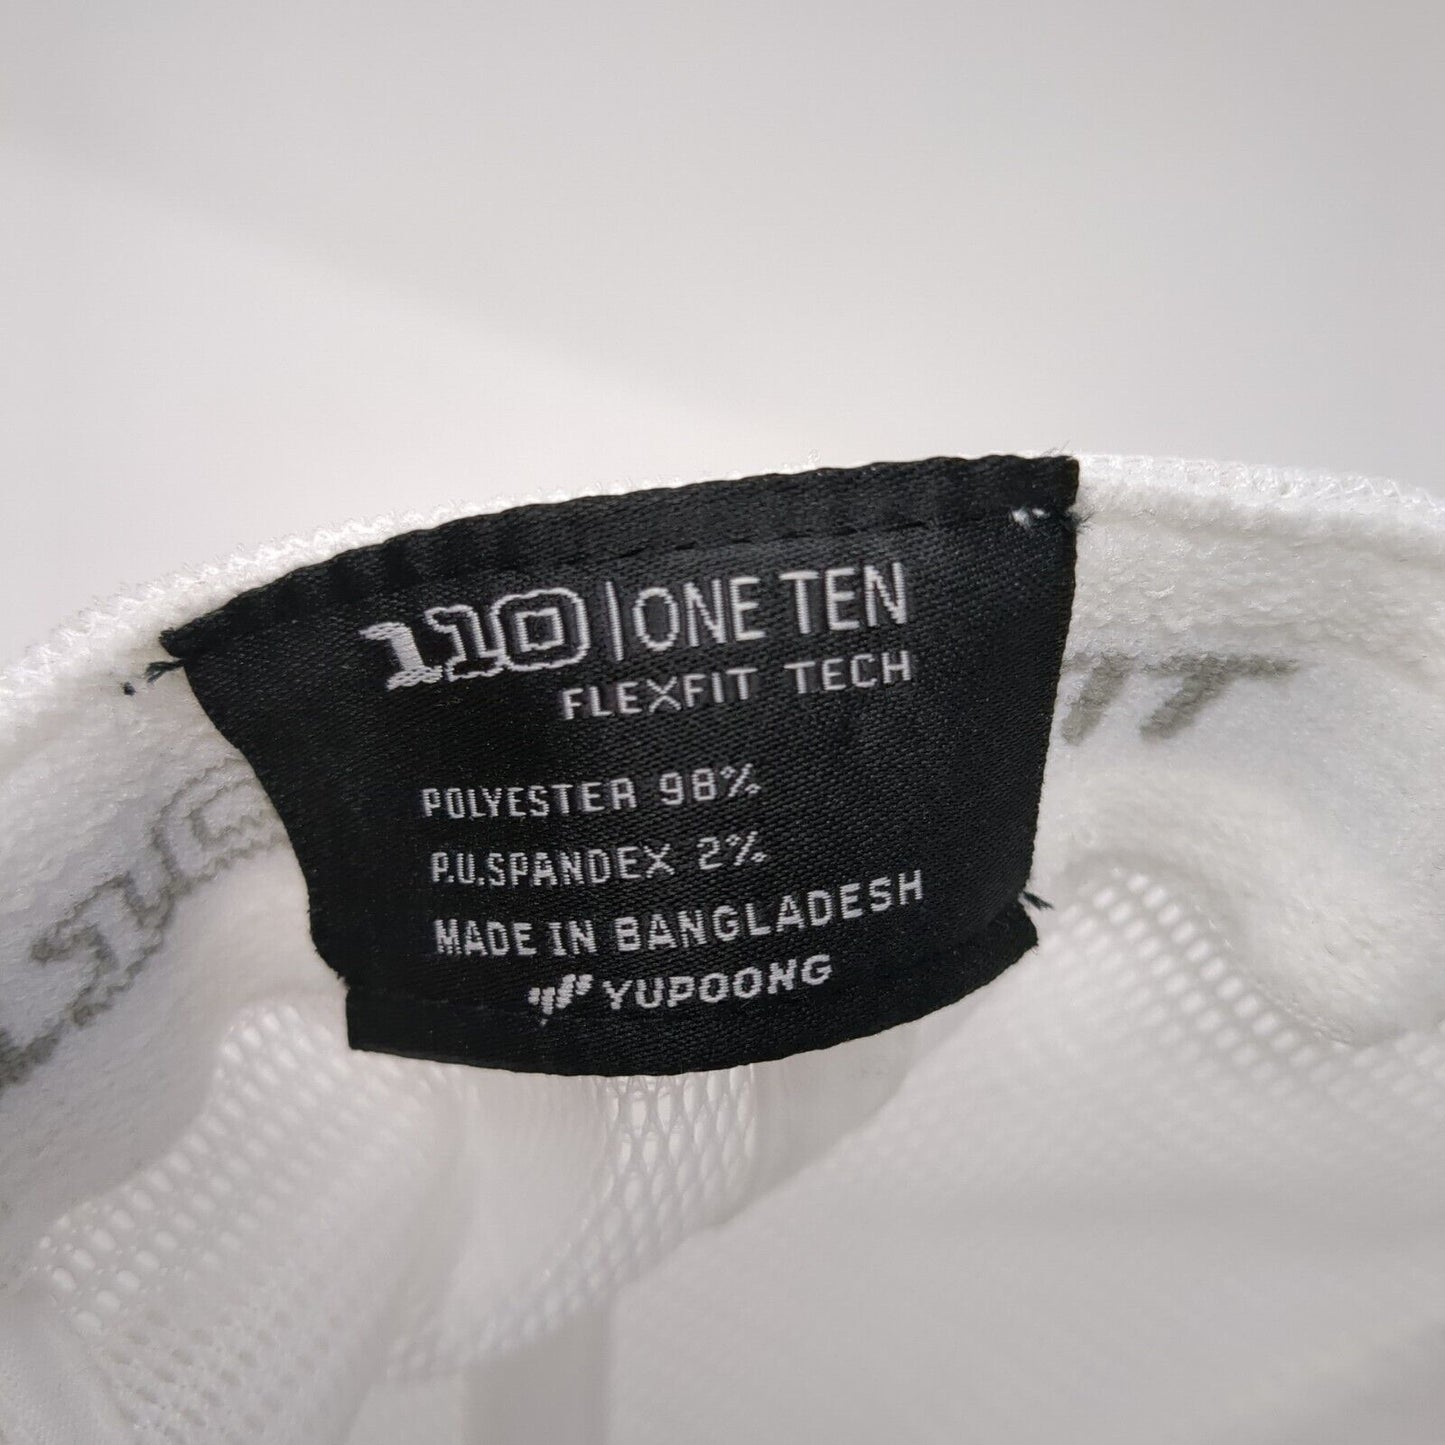 110 | ONE TEN
FLEXFIT TECH
POLYESTER 98%
P.U.SPANDEX 2%
MADE IN BANGLADESH
YUPOONG